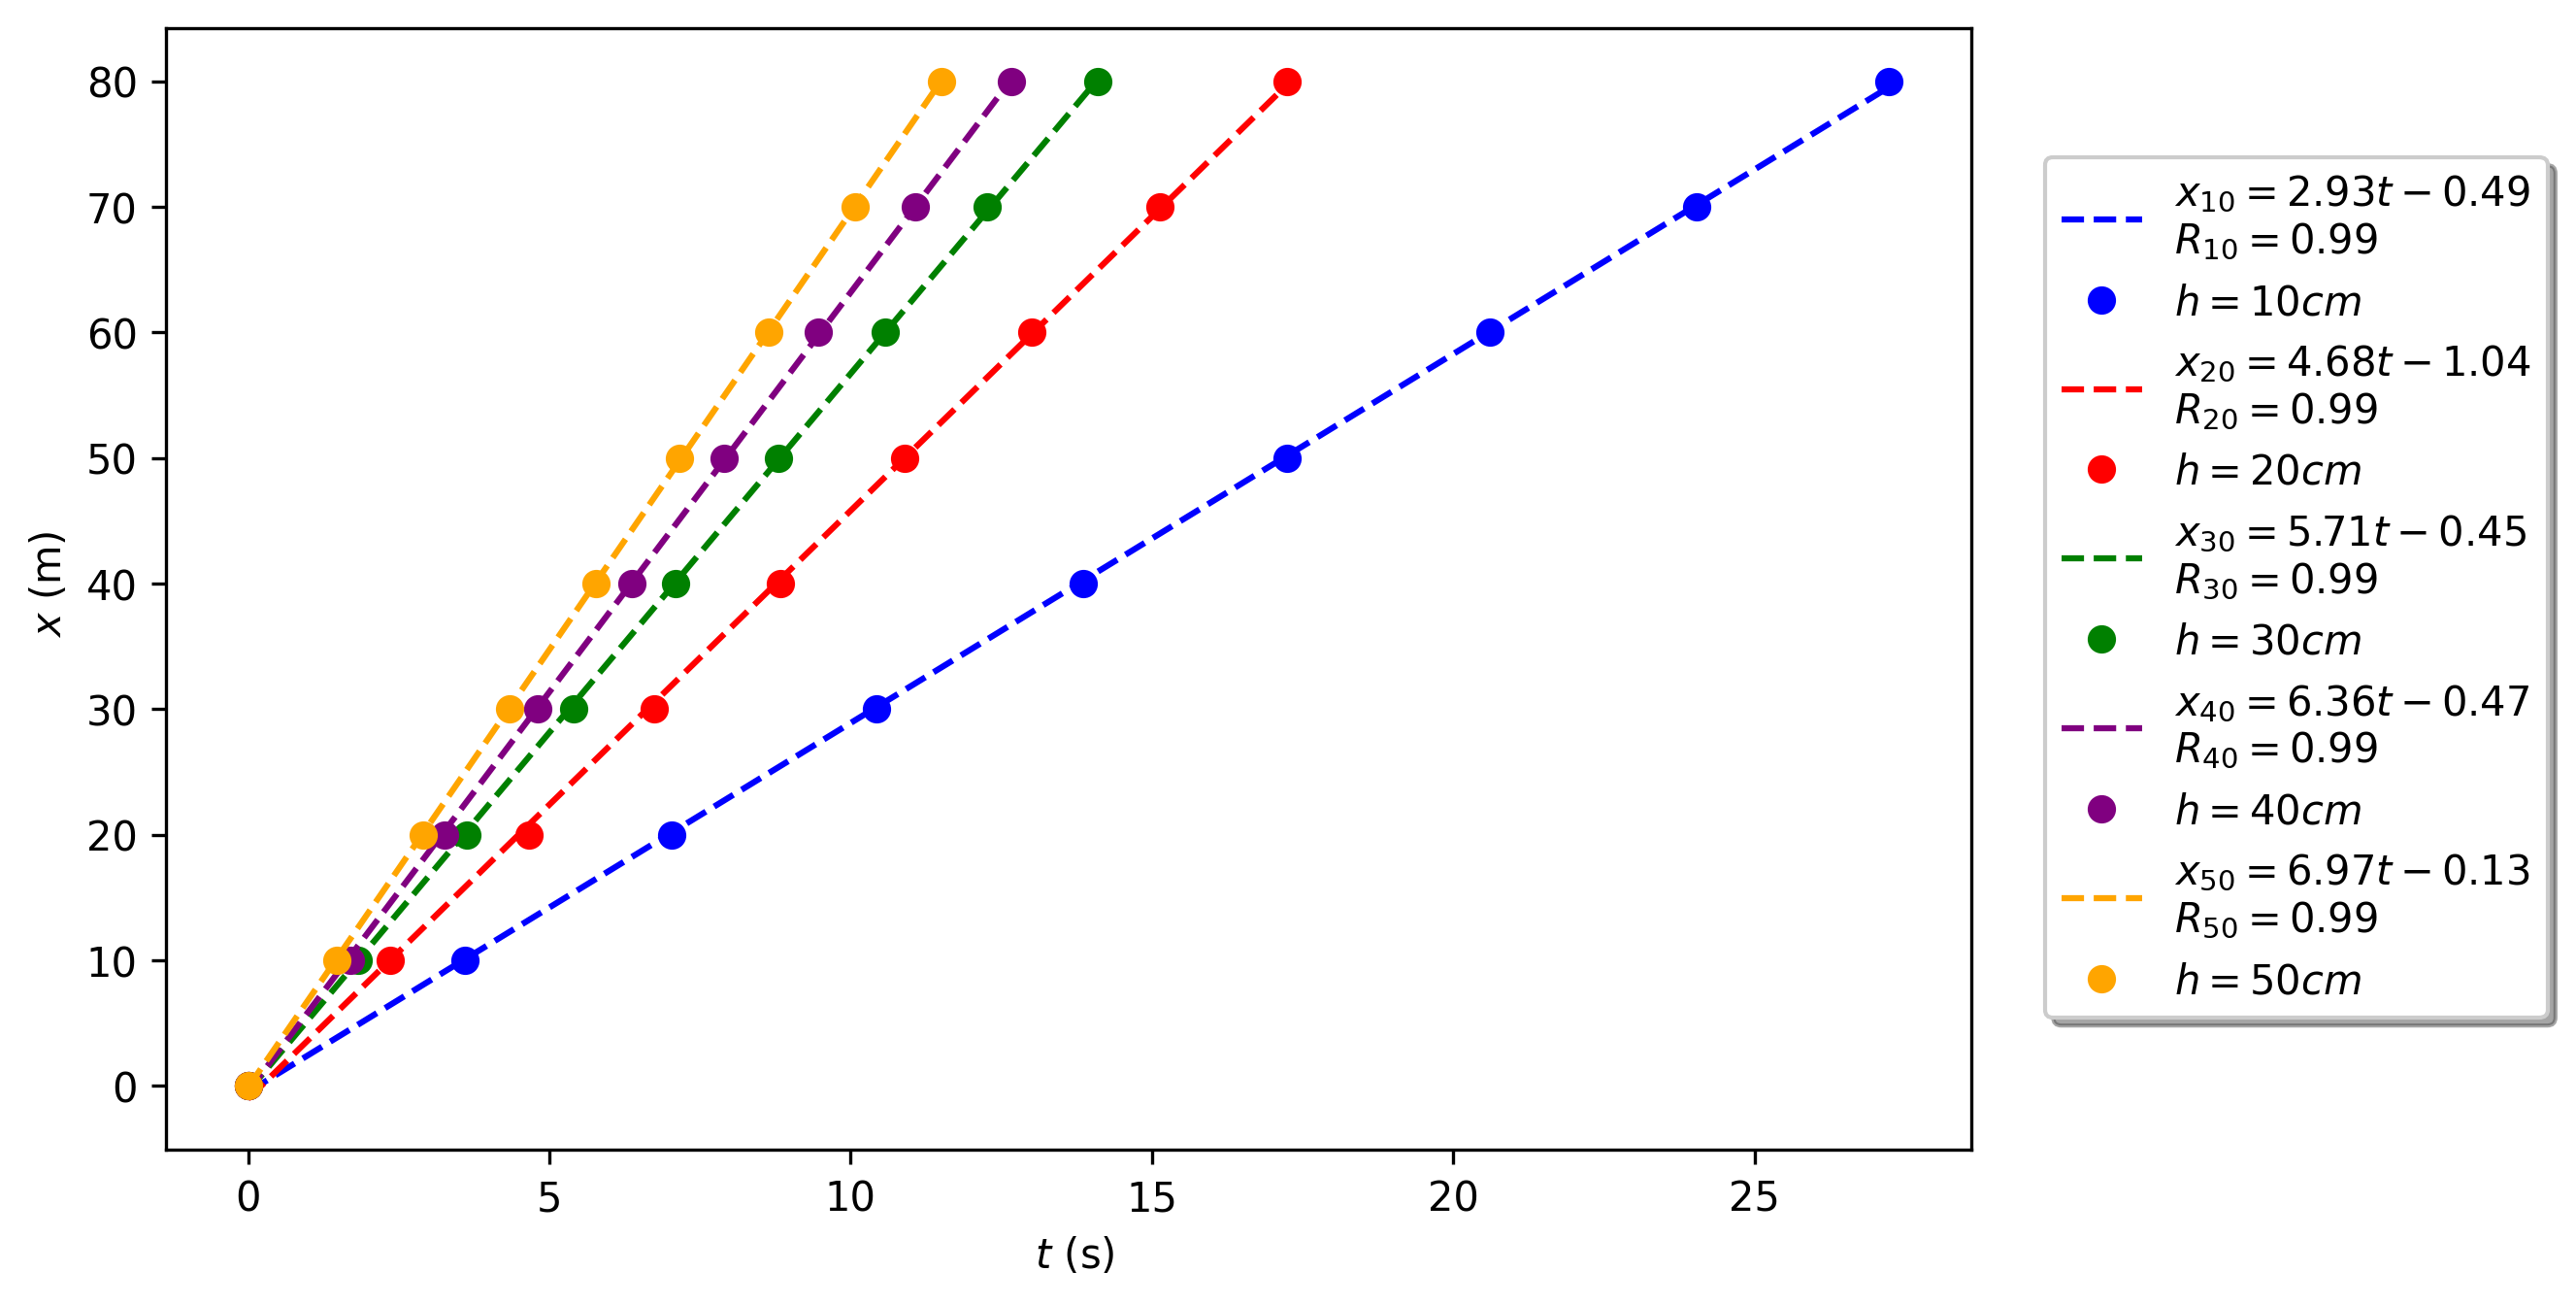 80
70
60
50
40
30
20
10
0
x (m)
0 5 10 15 20 25
t (s)
x₁₀ = 2.93t − 0.49
R₁₀ = 0.99
h = 10cm
x₂₀ = 4.68t − 1.04
R₂₀ = 0.99
h = 20cm
x₃₀ = 5.71t − 0.45
R₃₀ = 0.99
h = 30cm
x₄₀ = 6.36t − 0.47
R₄₀ = 0.99
h = 40cm
x₅₀ = 6.97t − 0.13
R₅₀ = 0.99
h = 50cm